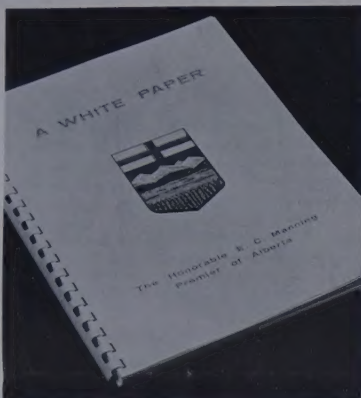 A WHITE PAPER
The Honorable E. C. Manning
Premier of Alberta